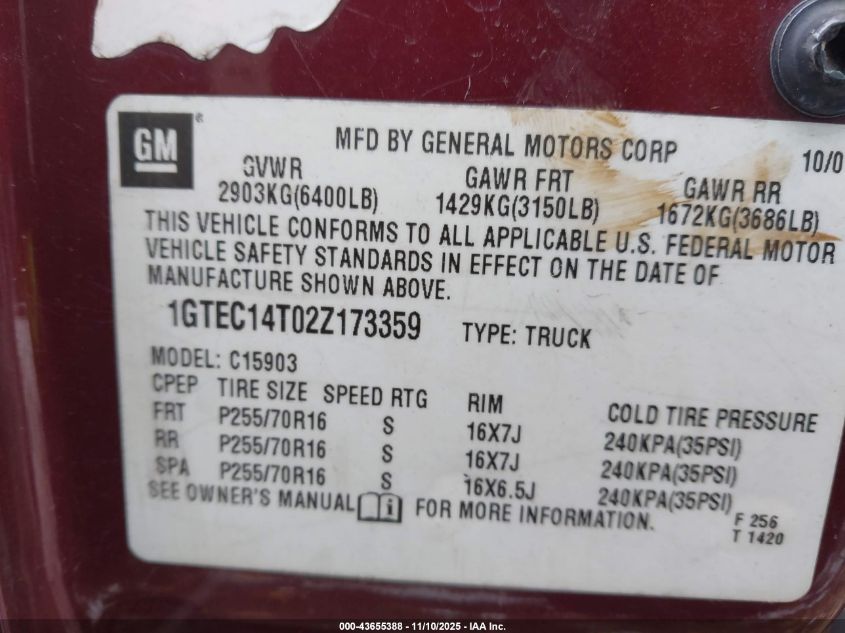 GM®
MFD BY GENERAL MOTORS CORP 10/0
GVWR GAWR FRT GAWR RR
2903KG(6400LB) 1429KG(3150LB) 1672KG(3686LB)
THIS VEHICLE CONFORMS TO ALL APPLICABLE U.S. FEDERAL MOTOR
VEHICLE SAFETY STANDARDS IN EFFECT ON THE DATE OF
MANUFACTURE SHOWN ABOVE.
1GTEC14T02Z173359 TYPE: TRUCK
MODEL: C15903
CPEP TIRE SIZE SPEED RTG RIM COLD TIRE PRESSURE
FRT P255/70R16 S 16X7J 240KPA(35PSI)
RR P255/70R16 S 16X7J 240KPA(35PSI)
SPA P255/70R16 S 16X6.5J 240KPA(35PSI)
SEE OWNER'S MANUAL FOR MORE INFORMATION.
F 256
T 1420
000-43655388 - 11/10/2025 - IAA Inc.